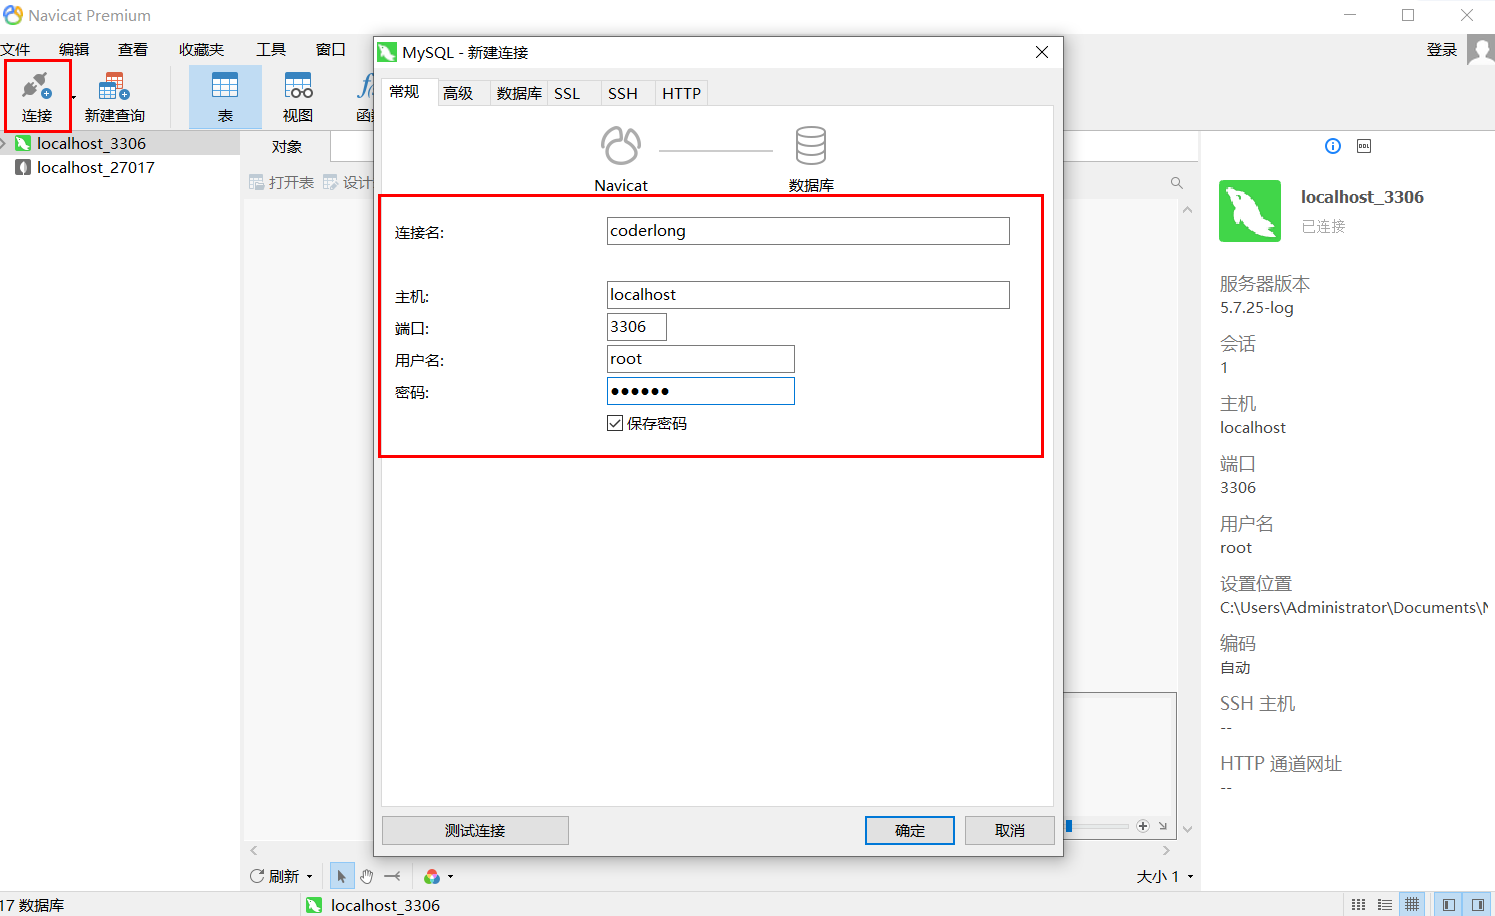 Navicat Premium
文件 编辑 查看 收藏夹 工具 窗口
登录
连接 新建查询 表 视图
localhost_3306
localhost_27017
对象
打开表 设计
MySQL - 新建连接
常规 高级 数据库 SSL SSH HTTP
Navicat 数据库
连接名: coderlong
主机: localhost
端口: 3306
用户名: root
密码: ●●●●●●
保存密码
测试连接 确定 取消
DDL
localhost_3306
已连接
服务器版本
5.7.25-log
会话
1
主机
localhost
端口
3306
用户名
root
设置位置
C:\Users\Administrator\Documents\N
编码
自动
SSH 主机
--
HTTP 通道网址
--
刷新
大小 1
17 数据库
localhost_3306